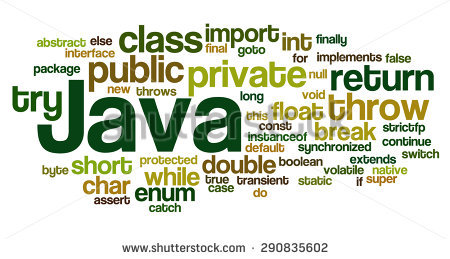 abstract else class import int finally
interface final goto
for implements false
package public private null return
new throws
try Java long void
this float throw
const
instanceof break strictfp
default synchronized continue
switch
byte short protected double boolean extends
volatile native
char while true transient static if super
assert enum case do
catch
shutterstock
www.shutterstock.com · 290835602